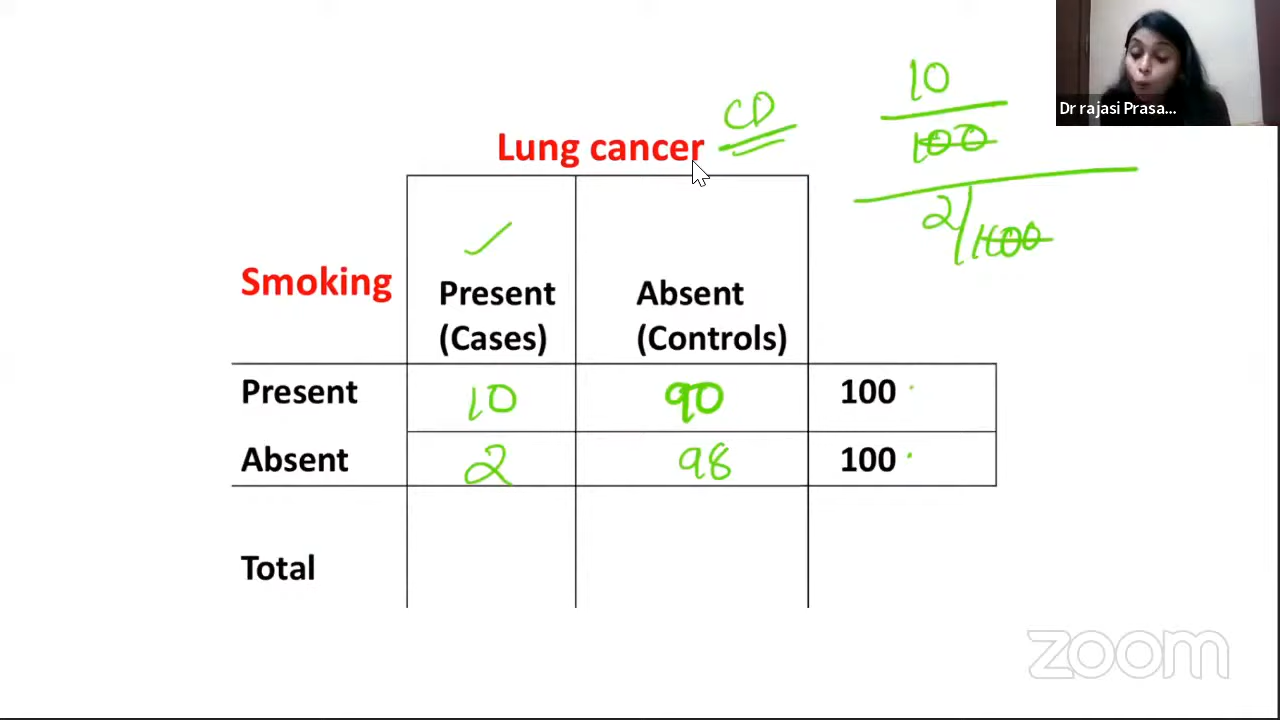 Dr rajasi Prasa...
10
100
2/100
CD
Lung cancer
Smoking
Present
(Cases)
Absent
(Controls)
Present 10 90 100
Absent 2 98 100
Total
zoom